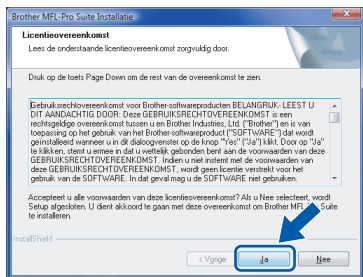 Brother MFL-Pro Suite Installatie
Licentieovereenkomst
Lees de onderstaande licentieovereenkomst zorgvuldig door.
Druk op de toets Page Down om de rest van de overeenkomst te zien.
Gebruiksrechtovereenkomst voor Brother-softwareproducten BELANGRIJK- LEEST U
DIT AANDACHTIG DOOR: Deze GEBRUIKSRECHTOVEREENKOMST is een
rechtsgeldige overeenkomst tussen u en Brother Industries, Ltd. ("Brother") en is van
toepassing op het gebruik van het Brother-softwareproduct ("SOFTWARE") dat wordt
geïnstalleerd wanneer u in dit dialoogvenster op de knop "Yes" ("Ja") klikt. Door op "Ja"
te klikken, stemt u ermee in dat u wettelijk gebonden bent aan de voorwaarden van deze
GEBRUIKSRECHTOVEREENKOMST. Indien u niet instemt met de voorwaarden van
deze GEBRUIKSRECHTOVEREENKOMST, wordt geen licentie verstrekt voor het
gebruik van de SOFTWARE. In dat geval mag u de SOFTWARE niet gebruiken.
Accepteert u alle voorwaarden van deze licentieovereenkomst? Als u Nee selecteert, wordt
Setup afgesloten. U dient akkoord te gaan met deze overeenkomst om Brother MFL-Pro Suite
te installeren.
InstallShield
< Vorige
Ja
Nee